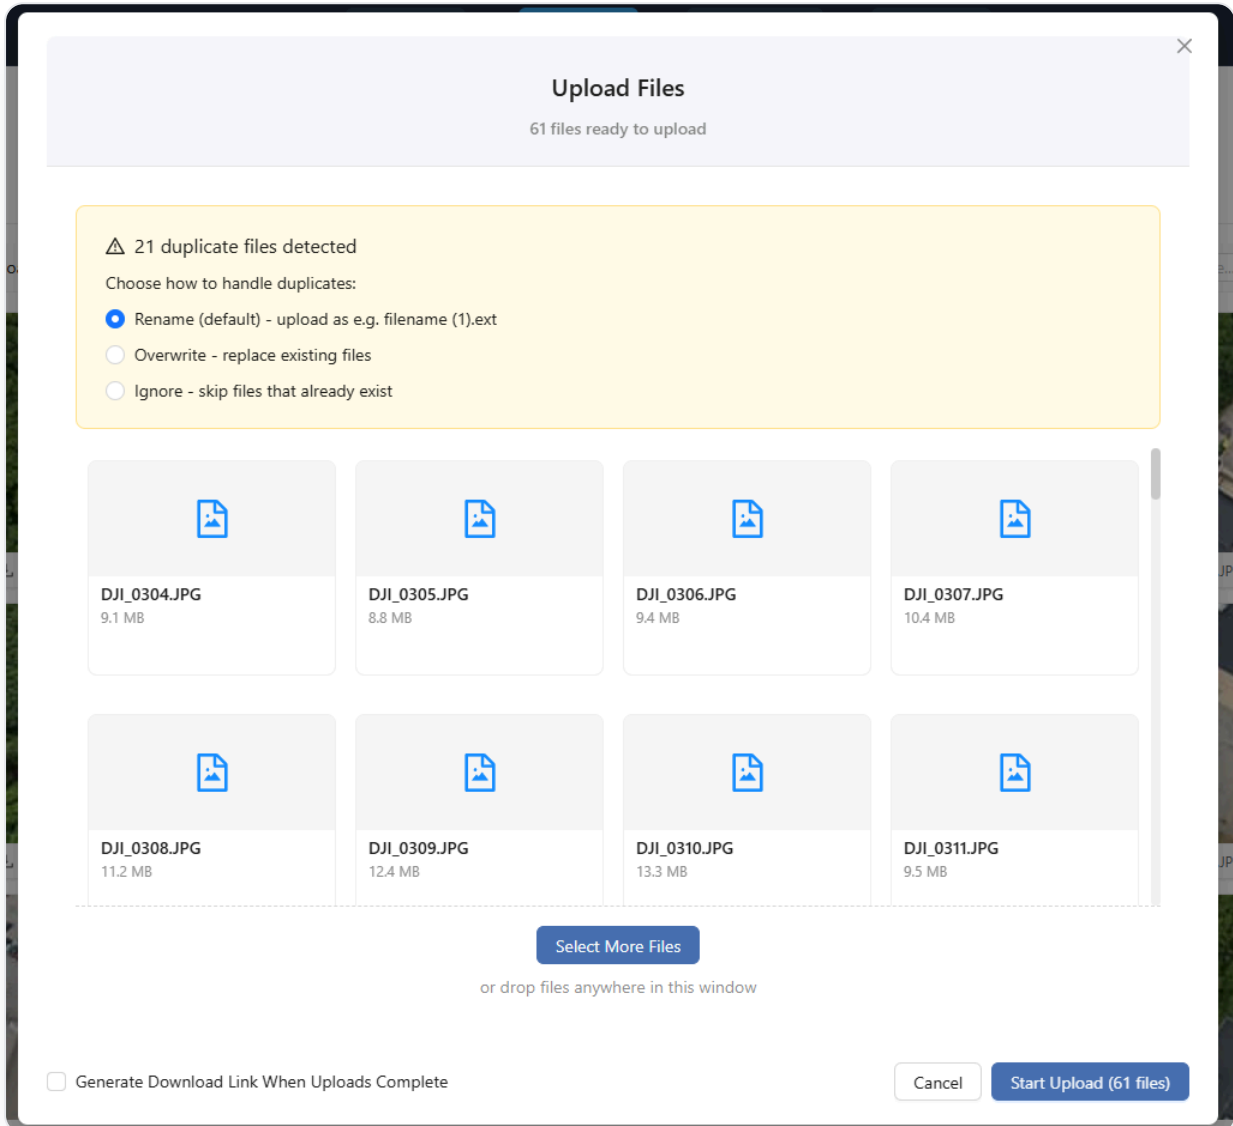 Upload Files
61 files ready to upload
21 duplicate files detected
Choose how to handle duplicates:
Rename (default) - upload as e.g. filename (1).ext
Overwrite - replace existing files
Ignore - skip files that already exist
DJI_0304.JPG
9.1 MB
DJI_0305.JPG
8.8 MB
DJI_0306.JPG
9.4 MB
DJI_0307.JPG
10.4 MB
DJI_0308.JPG
11.2 MB
DJI_0309.JPG
12.4 MB
DJI_0310.JPG
13.3 MB
DJI_0311.JPG
9.5 MB
Select More Files
or drop files anywhere in this window
Generate Download Link When Uploads Complete
Cancel
Start Upload (61 files)